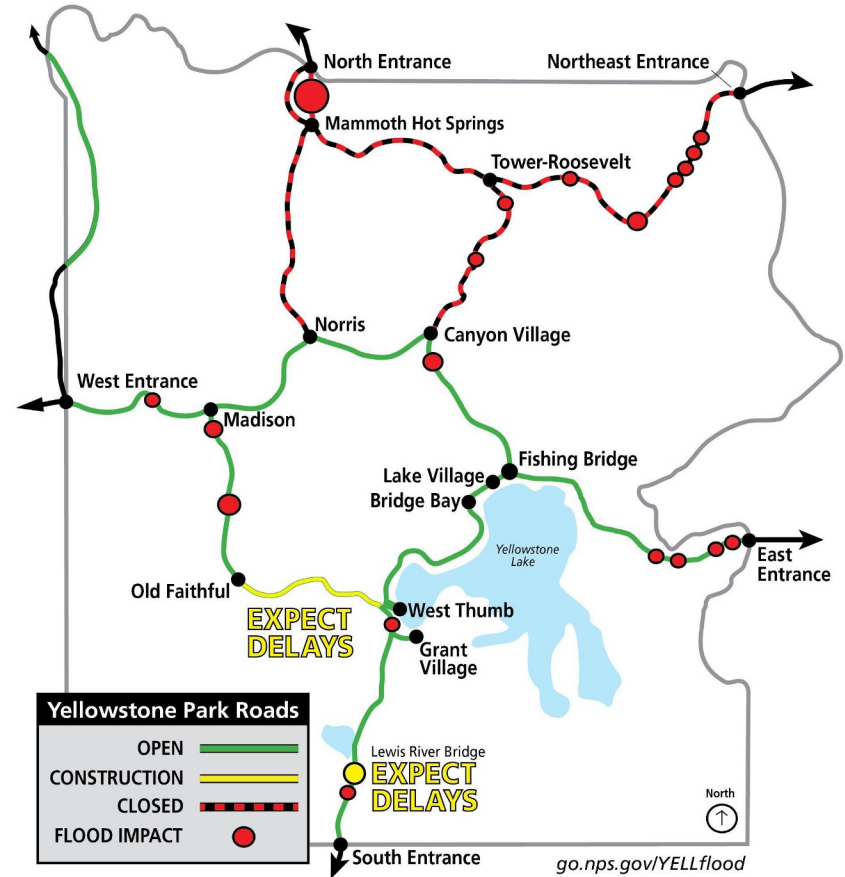 North Entrance
Northeast Entrance
Mammoth Hot Springs
Tower-Roosevelt
Norris
Canyon Village
West Entrance
Madison
Fishing Bridge
Lake Village
Bridge Bay
Yellowstone
Lake
East
Entrance
Old Faithful
EXPECT
DELAYS
West Thumb
Grant
Village
Yellowstone Park Roads
OPEN
CONSTRUCTION
CLOSED
FLOOD IMPACT
Lewis River Bridge
EXPECT
DELAYS
North
South Entrance
go.nps.gov/YELLflood